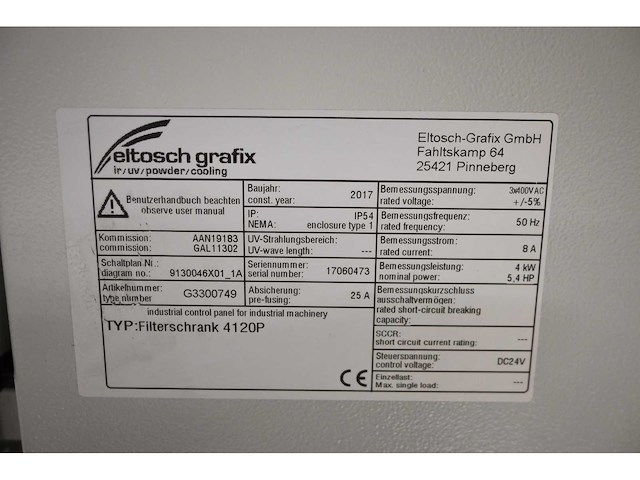 eltosch grafix
ir/uv/powder/cooling
Eltosch-Grafix GmbH
Fahltskamp 64
25421 Pinneberg
Benutzerhandbuch beachten
observe user manual
Baujahr:
const. year: 2017
IP: IP54
NEMA: enclosure type 1
Kommission: AAN19183
commission: GAL11302
UV-Strahlungsbereich:
UV-wave length: ---
Schaltplan.Nr.:
diagram no.: 9130046X01_1A
Seriennummer:
serial number: 17060473
Artikelnummer:
type number G3300749
Absicherung:
pre-fusing: 25 A
industrial control panel for industrial machinery
TYP:Filterschrank 4120P
CE
Bemessungsspannung: 3x400V AC
rated voltage: +/-5%
Bemessungsfrequenz:
rated frequency: 50 Hz
Bemessungsstrom:
rated current: 8 A
Bemessungsleistung: 4 kW
nominal power: 5,4 HP
Bemessungskurzschluss
ausschaltvermögen:
rated short-circuit breaking
capacity:
SCCR:
short circuit current rating: ---
Steuerspannung:
control voltage: DC24V
Einzellast:
Max. single load: ---